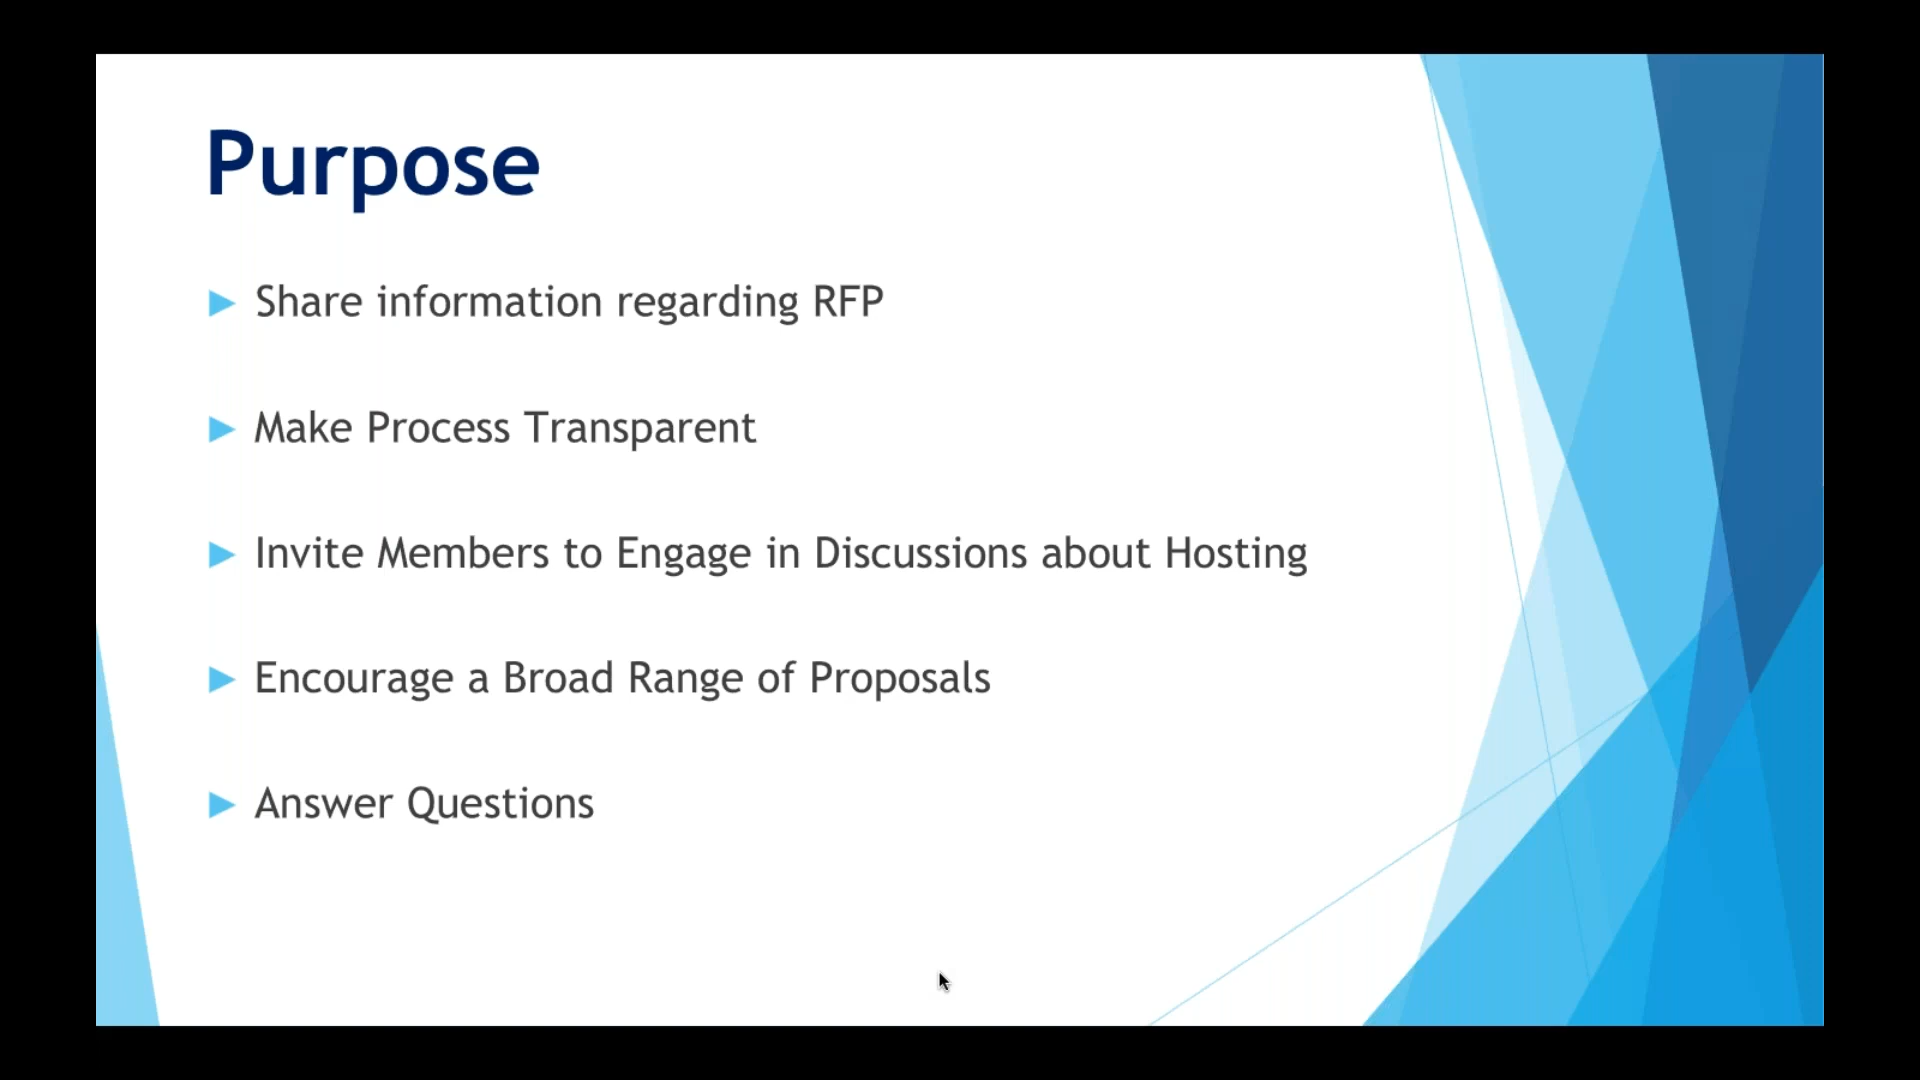 Purpose
Share information regarding RFP
Make Process Transparent
Invite Members to Engage in Discussions about Hosting
Encourage a Broad Range of Proposals
Answer Questions